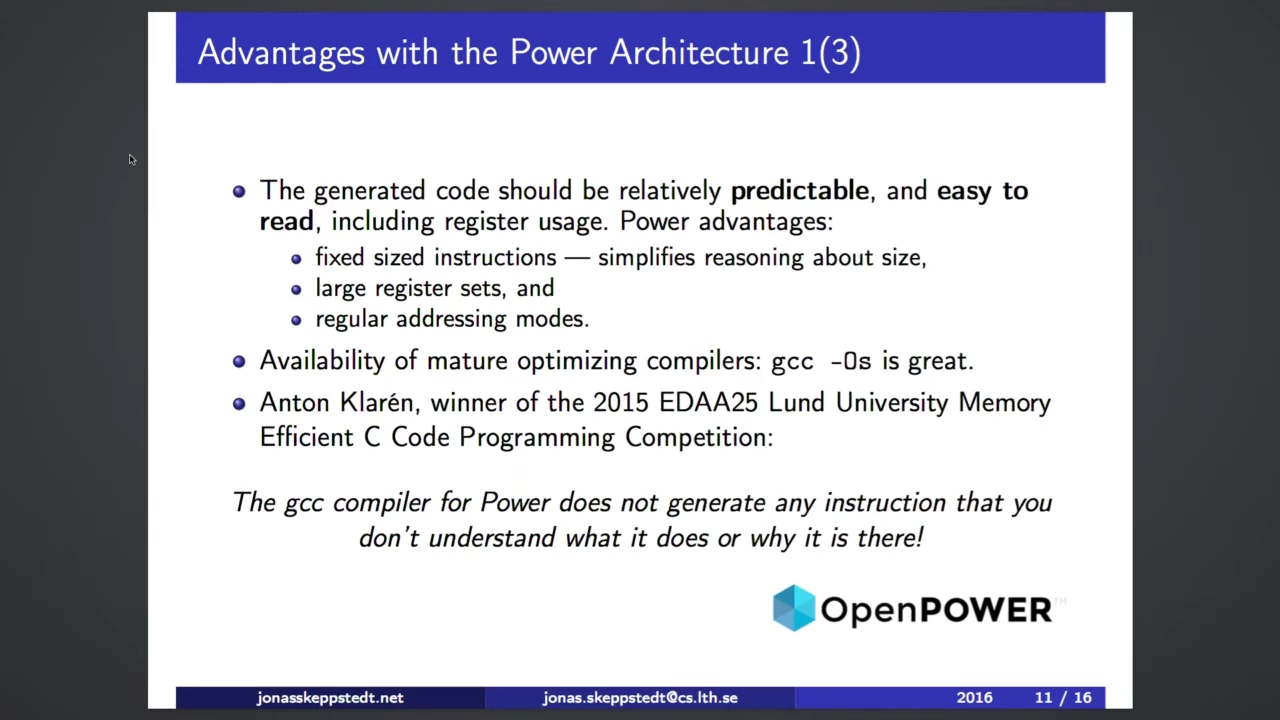 Advantages with the Power Architecture 1(3)
The generated code should be relatively predictable, and easy to
read, including register usage. Power advantages:
fixed sized instructions — simplifies reasoning about size,
large register sets, and
regular addressing modes.
Availability of mature optimizing compilers: gcc -Os is great.
Anton Klarén, winner of the 2015 EDAA25 Lund University Memory
Efficient C Code Programming Competition:
The gcc compiler for Power does not generate any instruction that you
don't understand what it does or why it is there!
OpenPOWER™
jonasskeppstedt.net jonas.skeppstedt@cs.lth.se 2016 11 / 16